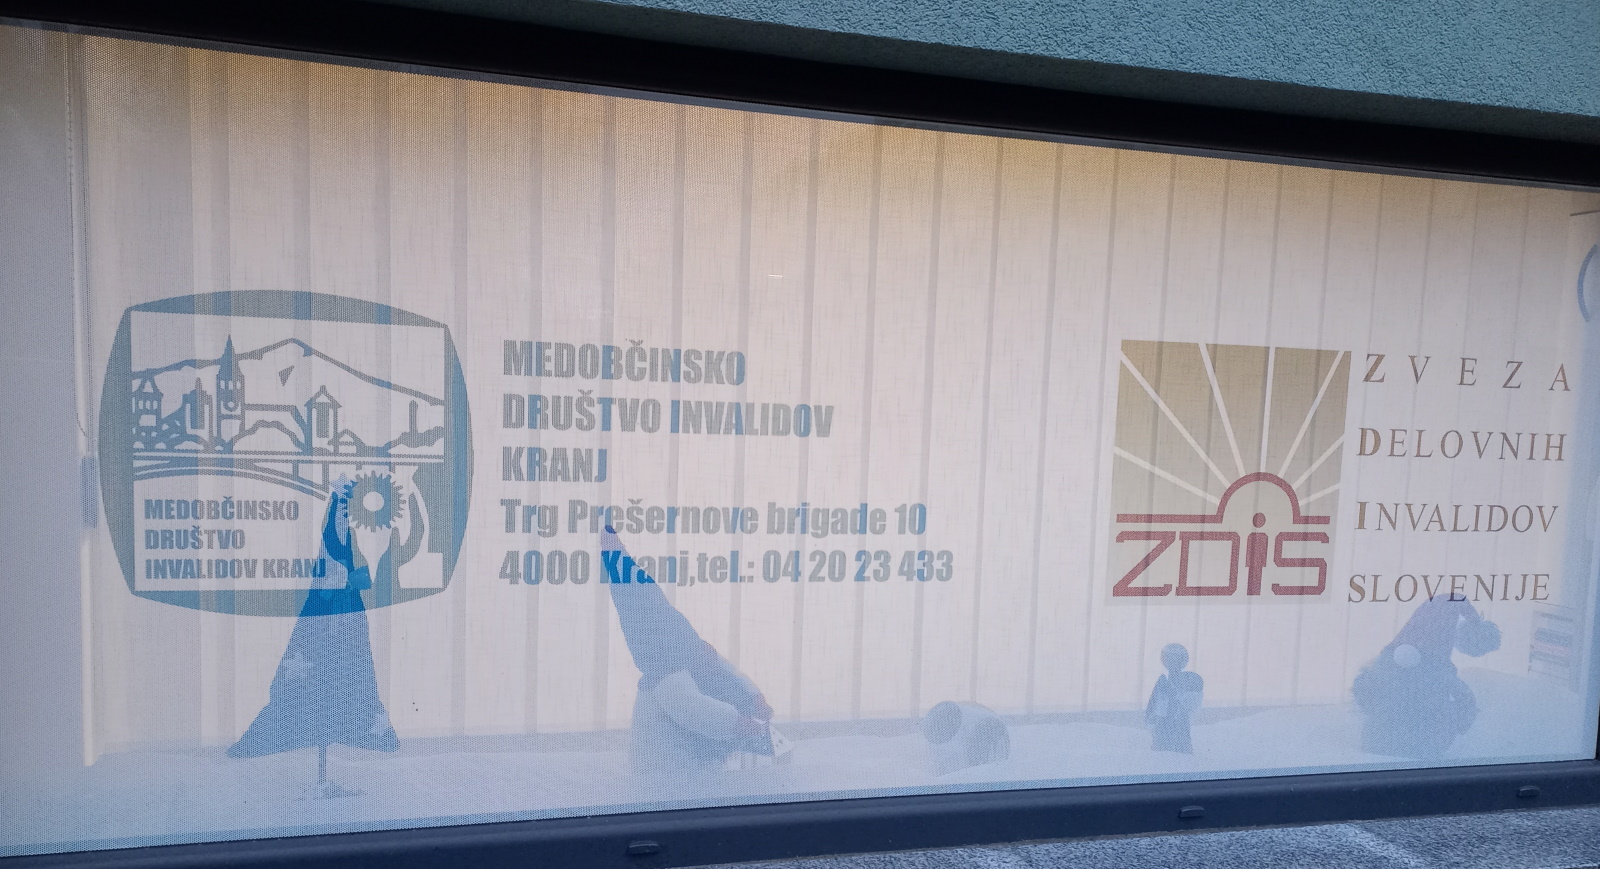 MEDOBČINSKO
DRUŠTVO
INVALIDOV KRANJ
MEDOBČINSKO
DRUŠTVO INVALIDOV
KRANJ
Trg Prešernove brigade 10
4000 Kranj,tel.: 04 20 23 433
ZDIS
ZVEZA
DELOVNIH
INVALIDOV
SLOVENIJE